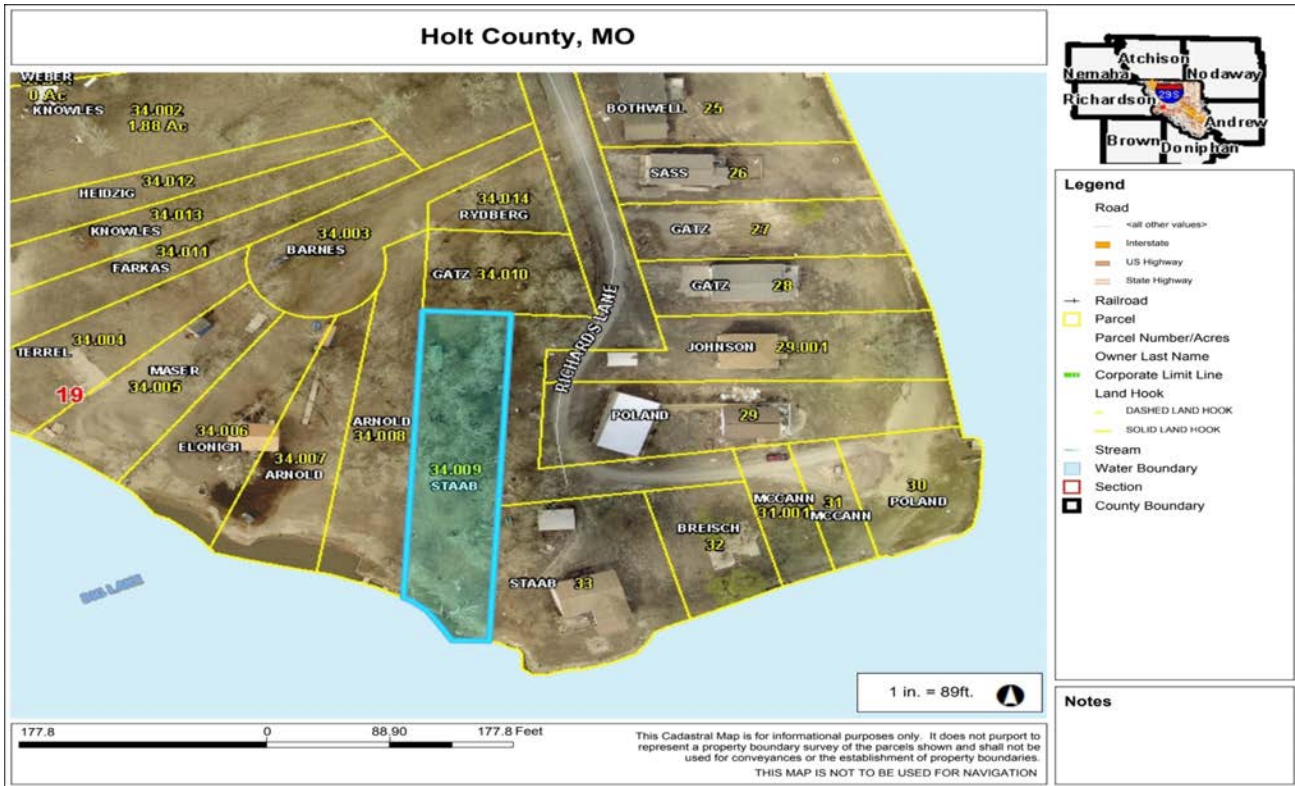 Holt County, MO
WEBER
0 Ac
KNOWLES 34.002
1.88 Ac
HEIDZIG 34.012
34.013
KNOWLES
34.011
FARKAS
34.003
BARNES
34.014
RYDBERG
GATZ 34.010
34.004
TERREL
MASER
34.005
19
34.006
ELONICH
34.007
ARNOLD
ARNOLD
34.008
34.009
STAAB
BIG LAKE
RICHARDS LANE
BOTHWELL 25
SASS 26
GATZ 27
GATZ 28
JOHNSON 29.001
POLAND 29
30
POLAND
MCCANN
31.001
31
MCCANN
BREISCH
32
STAAB 33
1 in. = 89ft.
177.8 0 88.90 177.8 Feet
This Cadastral Map is for informational purposes only. It does not purport to
represent a property boundary survey of the parcels shown and shall not be
used for conveyances or the establishment of property boundaries.
THIS MAP IS NOT TO BE USED FOR NAVIGATION
Atchison
Nemaha
Nodaway
Richardson
29S
Andrew
Brown
Doniphan
Legend
Road
<all other values>
Interstate
US Highway
State Highway
Railroad
Parcel
Parcel Number/Acres
Owner Last Name
Corporate Limit Line
Land Hook
DASHED LAND HOOK
SOLID LAND HOOK
Stream
Water Boundary
Section
County Boundary
Notes